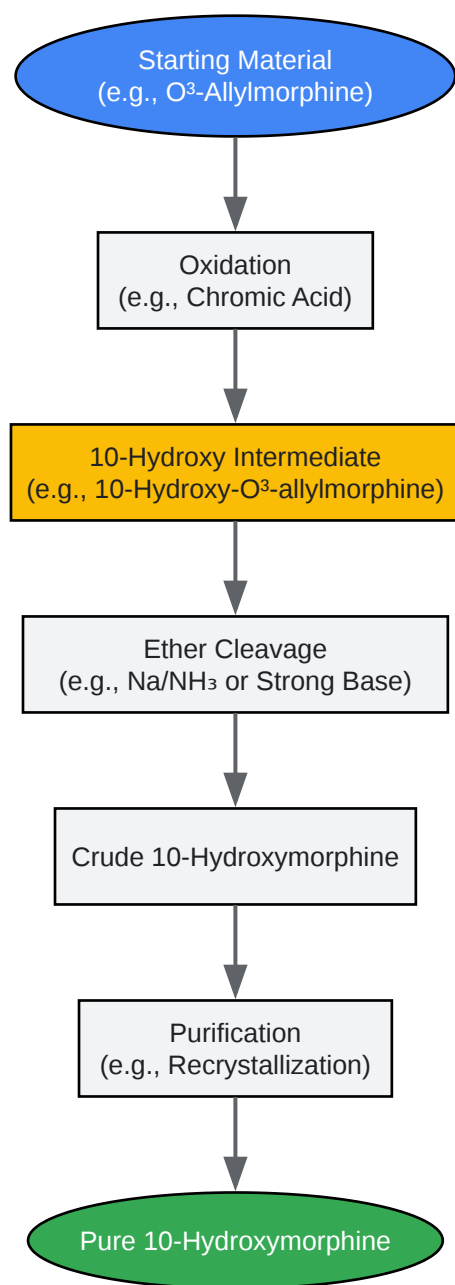 Starting Material
(e.g., O³-Allylmorphine)
Oxidation
(e.g., Chromic Acid)
10-Hydroxy Intermediate
(e.g., 10-Hydroxy-O³-allylmorphine)
Ether Cleavage
(e.g., Na/NH₃ or Strong Base)
Crude 10-Hydroxymorphine
Purification
(e.g., Recrystallization)
Pure 10-Hydroxymorphine